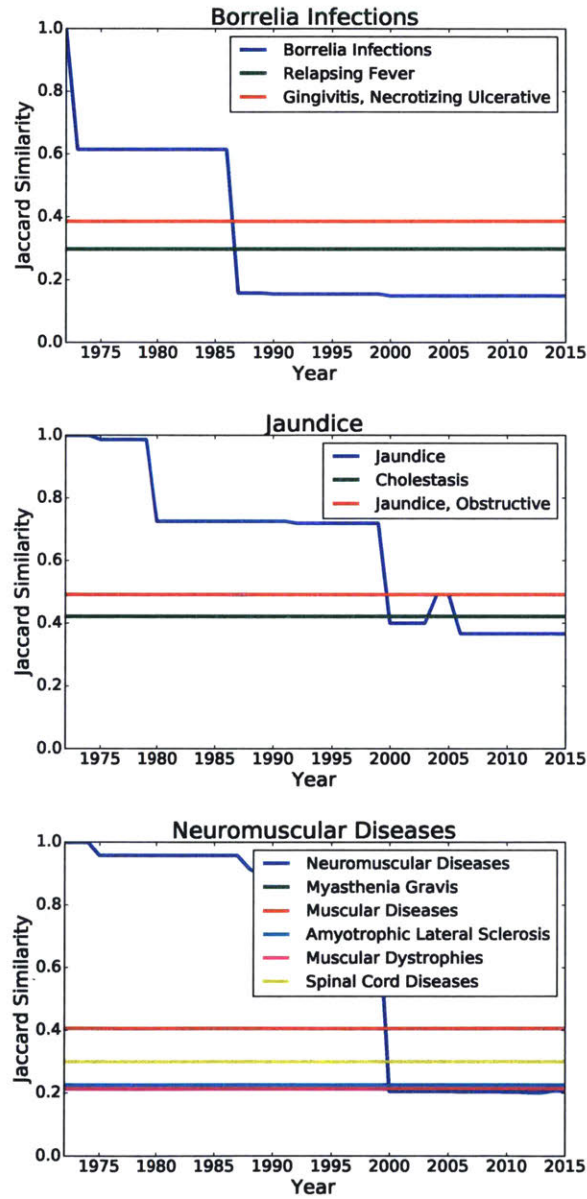 Borrelia Infections
1.0
0.8
0.6
0.4
0.2
0.0
Jaccard Similarity
Borrelia Infections
Relapsing Fever
Gingivitis, Necrotizing Ulcerative
1975 1980 1985 1990 1995 2000 2005 2010 2015
Year
Jaundice
1.0
0.8
0.6
0.4
0.2
0.0
Jaccard Similarity
Jaundice
Cholestasis
Jaundice, Obstructive
1975 1980 1985 1990 1995 2000 2005 2010 2015
Year
Neuromuscular Diseases
1.0
0.8
0.6
0.4
0.2
0.0
Jaccard Similarity
Neuromuscular Diseases
Myasthenia Gravis
Muscular Diseases
Amyotrophic Lateral Sclerosis
Muscular Dystrophies
Spinal Cord Diseases
1975 1980 1985 1990 1995 2000 2005 2010 2015
Year